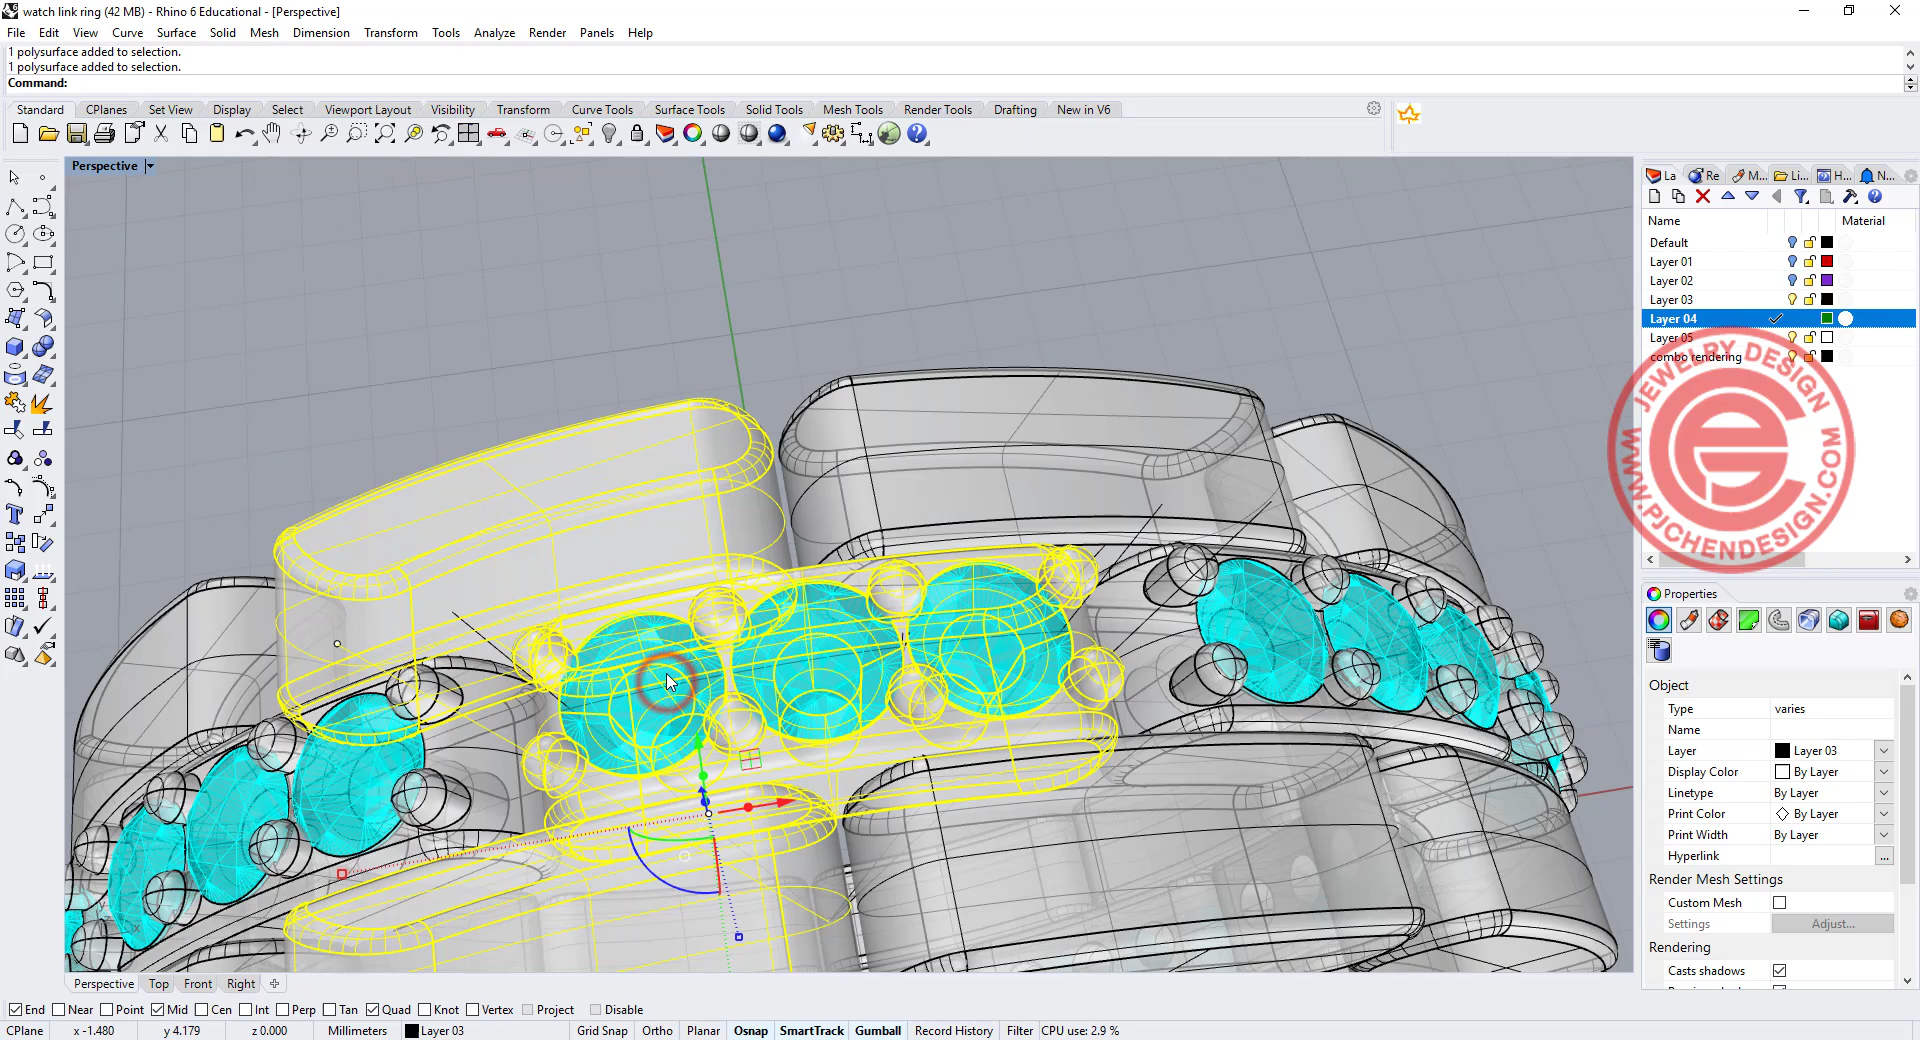 watch link ring (42 MB) - Rhino 6 Educational - [Perspective]
File Edit View Curve Surface Solid Mesh Dimension Transform Tools Analyze Render Panels Help
1 polysurface added to selection.
1 polysurface added to selection.
Command:
Standard CPlanes Set View Display Select Viewport Layout Visibility Transform Curve Tools Surface Tools Solid Tools Mesh Tools Render Tools Drafting New in V6
Perspective
La Re M... Li... H... N...
Name Material
Default
Layer 01
Layer 02
Layer 03
Layer 04
Layer 05
combo rendering
JEWELRY DESIGN
WWW.PJCHENDESIGN.COM
Properties
Object
Type varies
Name
Layer Layer 03
Display Color By Layer
Linetype By Layer
Print Color By Layer
Print Width By Layer
Hyperlink ...
Render Mesh Settings
Custom Mesh
Settings Adjust...
Rendering
Casts shadows
Perspective Top Front Right
End Near Point Mid Cen Int Perp Tan Quad Knot Vertex Project Disable
CPlane x -1.480 y 4.179 z 0.000 Millimeters Layer 03 Grid Snap Ortho Planar Osnap SmartTrack Gumball Record History Filter CPU use: 2.9 %